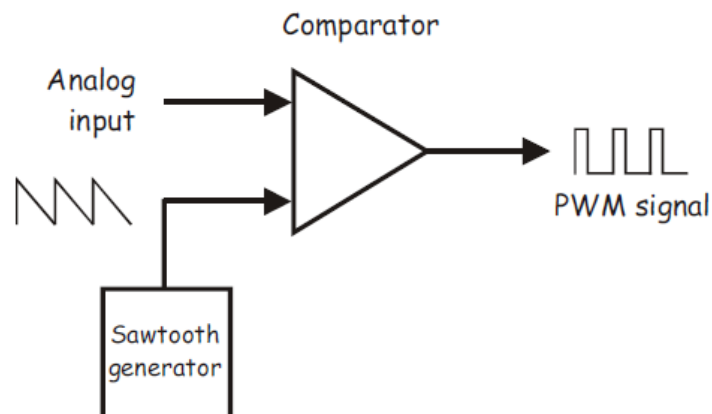 Comparator
Analog
input
PWM signal
Sawtooth
generator